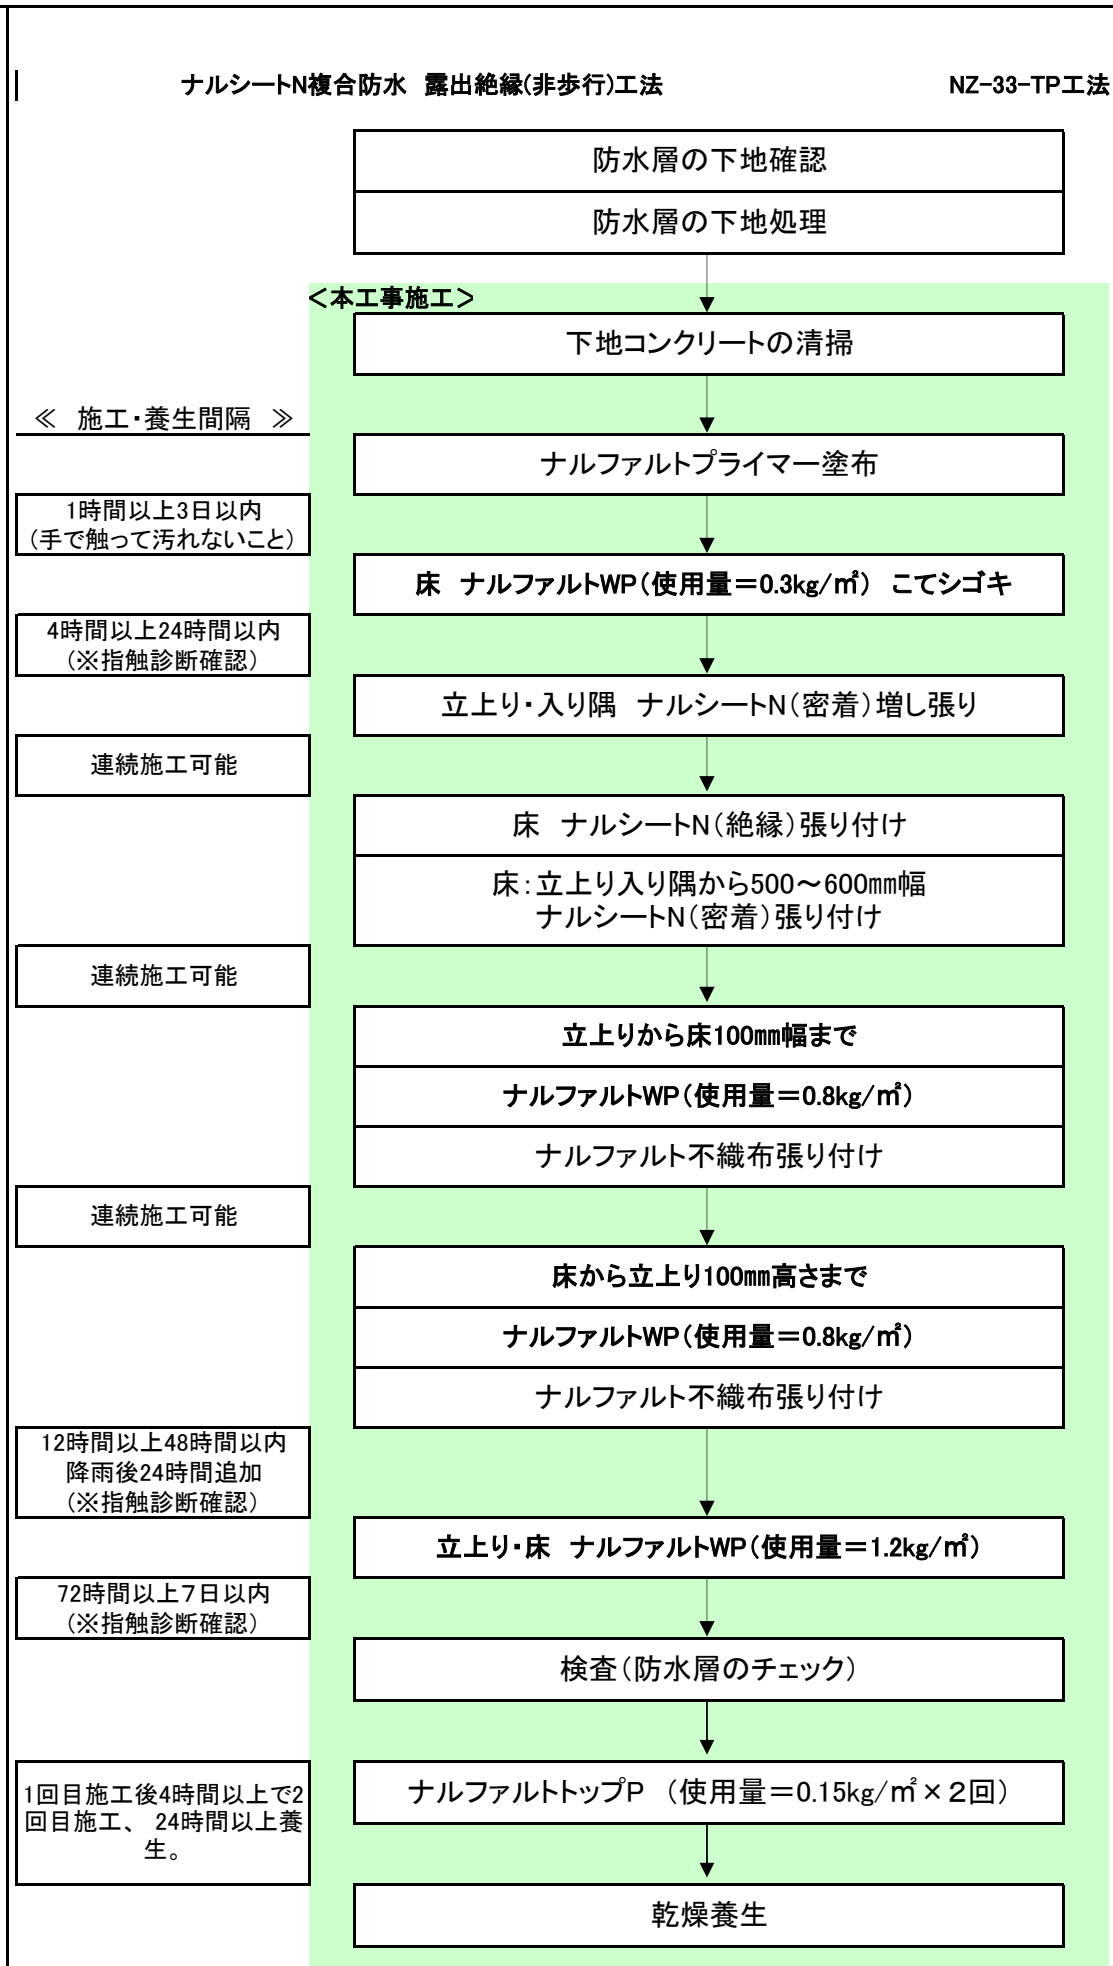 ナルシートN複合防水 露出絶縁(非歩行)工法 NZ-33-TP工法
防水層の下地確認
防水層の下地処理
＜本工事施工＞
下地コンクリートの清掃
≪ 施工・養生間隔 ≫
ナルファルトプライマー塗布
1時間以上3日以内
（手で触って汚れないこと）
床 ナルファルトWP（使用量＝0.3kg/㎡） こてシゴキ
4時間以上24時間以内
（※指触診断確認）
立上り・入り隅 ナルシートN（密着）増し張り
連続施工可能
床 ナルシートN（絶縁）張り付け
床：立上り入り隅から500～600㎜幅
ナルシートN（密着）張り付け
連続施工可能
立上りから床100㎜幅まで
ナルファルトWP（使用量＝0.8kg/㎡）
ナルファルト不織布張り付け
連続施工可能
床から立上り100㎜高さまで
ナルファルトWP（使用量＝0.8kg/㎡）
ナルファルト不織布張り付け
12時間以上48時間以内
降雨後24時間追加
（※指触診断確認）
立上り・床 ナルファルトWP（使用量＝1.2kg/㎡）
72時間以上７日以内
（※指触診断確認）
検査（防水層のチェック）
1回目施工後4時間以上で2
回目施工、 24時間以上養
生。
ナルファルトトップP （使用量＝0.15kg/㎡×２回）
乾燥養生